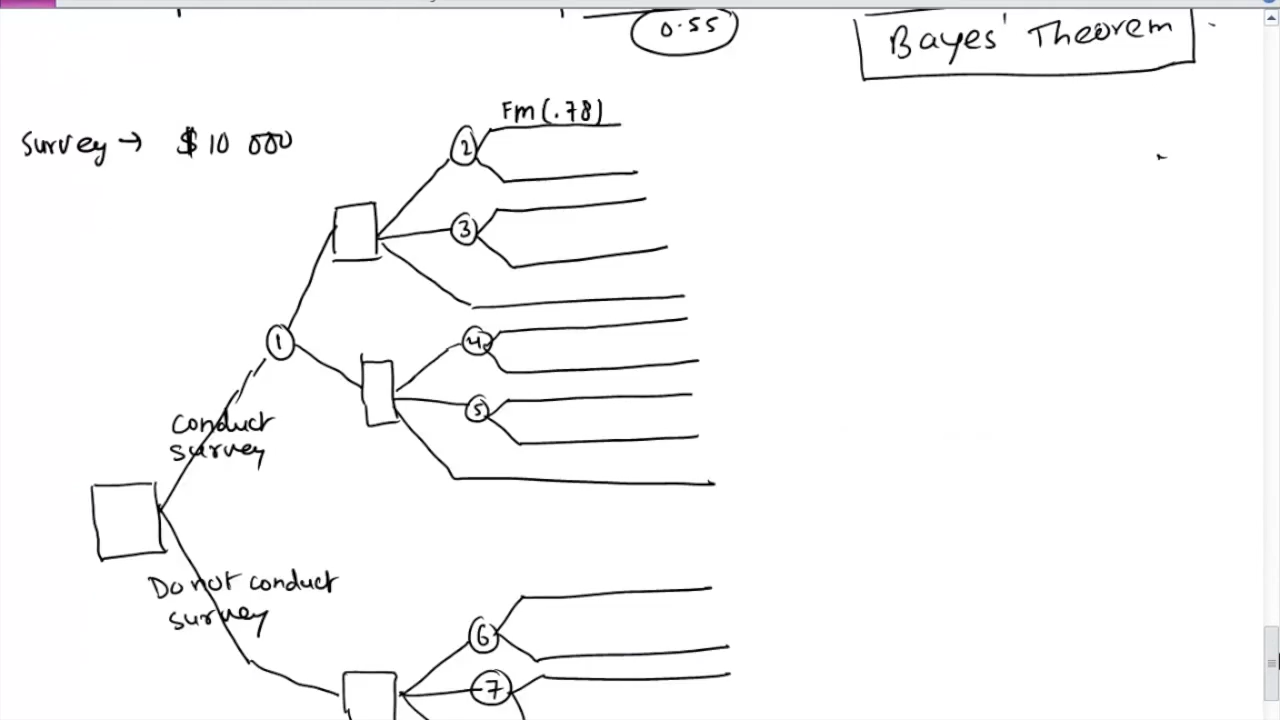 0.55
Bayes' Theorem
Fm (.78)
Survey → $ 10 000
2
3
1
4
5
Conduct
survey
Do not conduct
survey
6
7